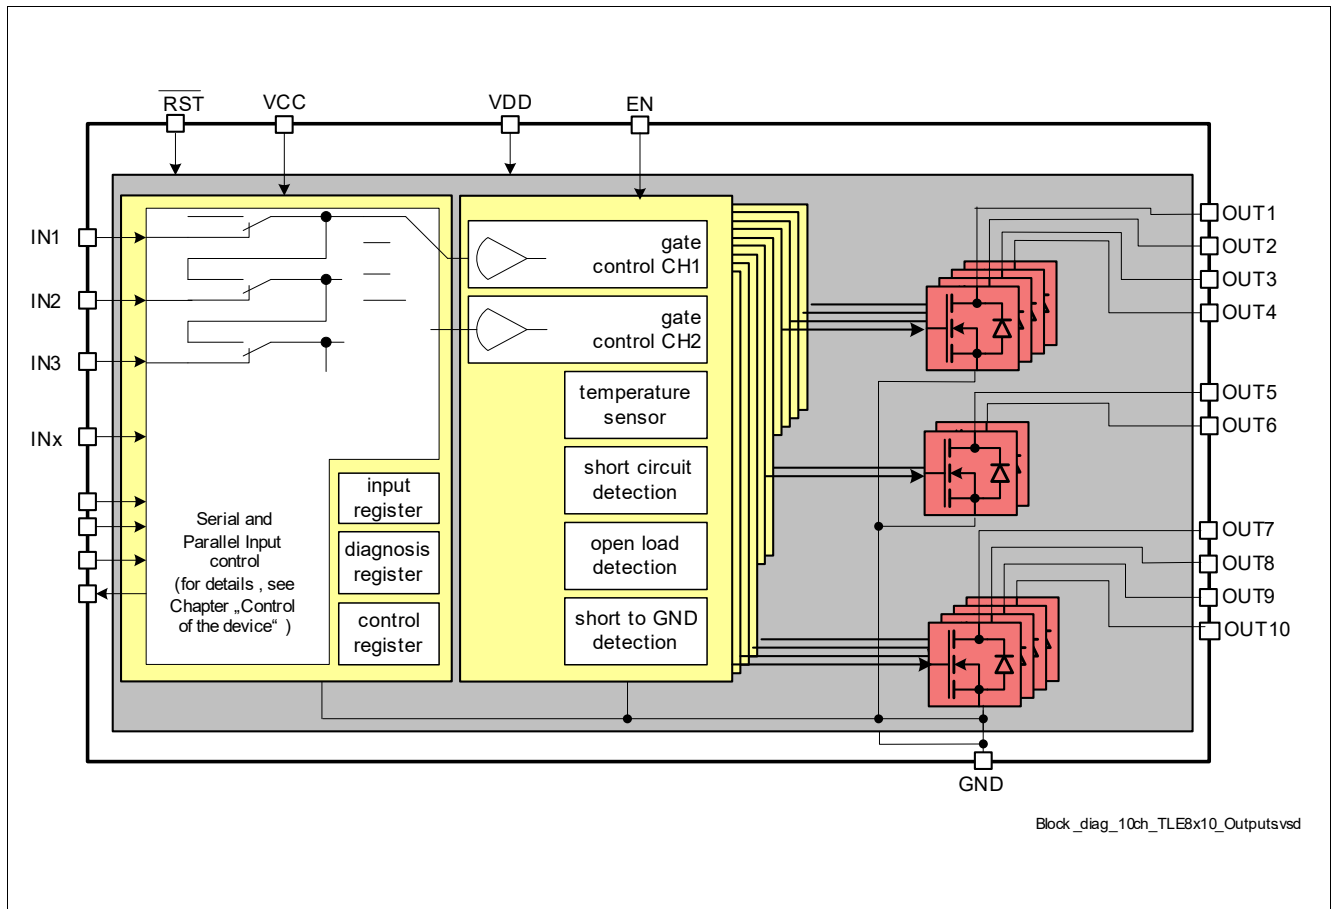 RST
VCC
VDD
EN
IN1
IN2
IN3
INx
gate
control CH1
gate
control CH2
temperature
sensor
short circuit
detection
open load
detection
short to GND
detection
input
register
diagnosis
register
control
register
Serial and
Parallel Input
control
(for details , see
Chapter „Control
of the device“ )
OUT1
OUT2
OUT3
OUT4
OUT5
OUT6
OUT7
OUT8
OUT9
OUT10
GND
Block_diag_10ch_TLE8x10_Outputs.vsd